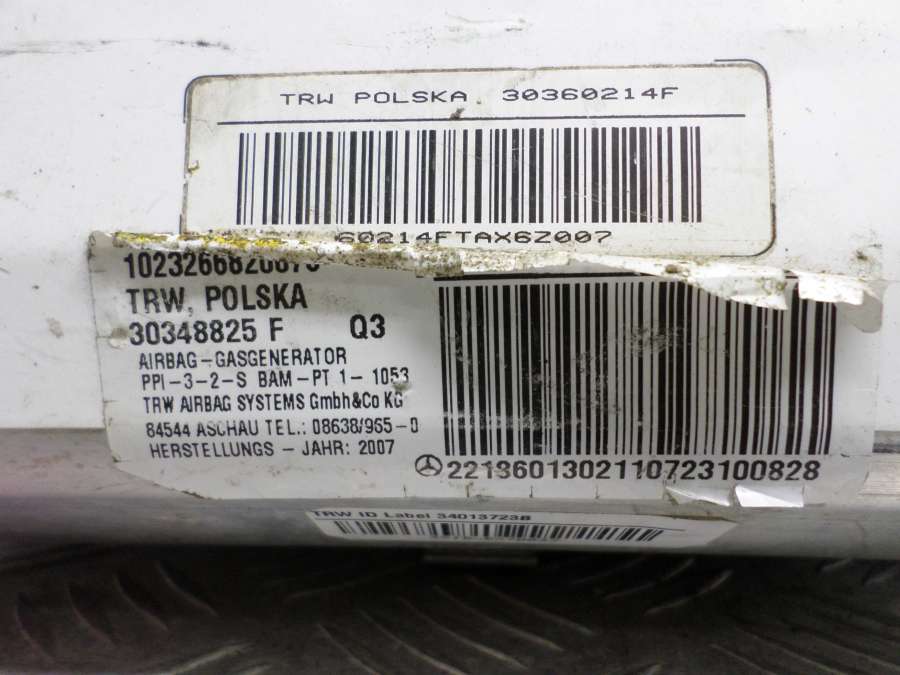 TRW POLSKA 30360214F
60214FTAX6Z007
TRW, POLSKA
30348825 F Q3
AIRBAG-GASGENERATOR
PPI-3-2-S BAM-PT 1-1053
TRW AIRBAG SYSTEMS Gmbh&Co KG
84544 ASCHAU TEL.: 08638/965-0
HERSTELLUNGS - JAHR: 2007
2213601302110723100828
TRW ID Label 34013723B